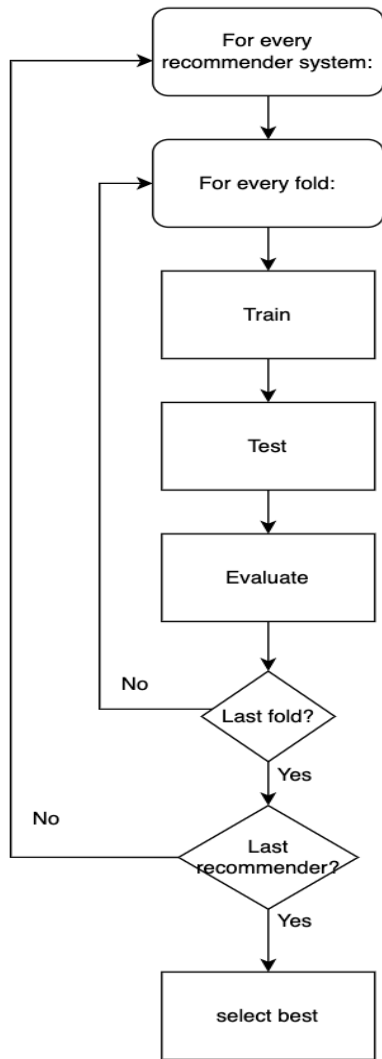 For every
recommender system:
For every fold:
Train
Test
Evaluate
No
Last fold?
Yes
No
Last
recommender?
Yes
select best